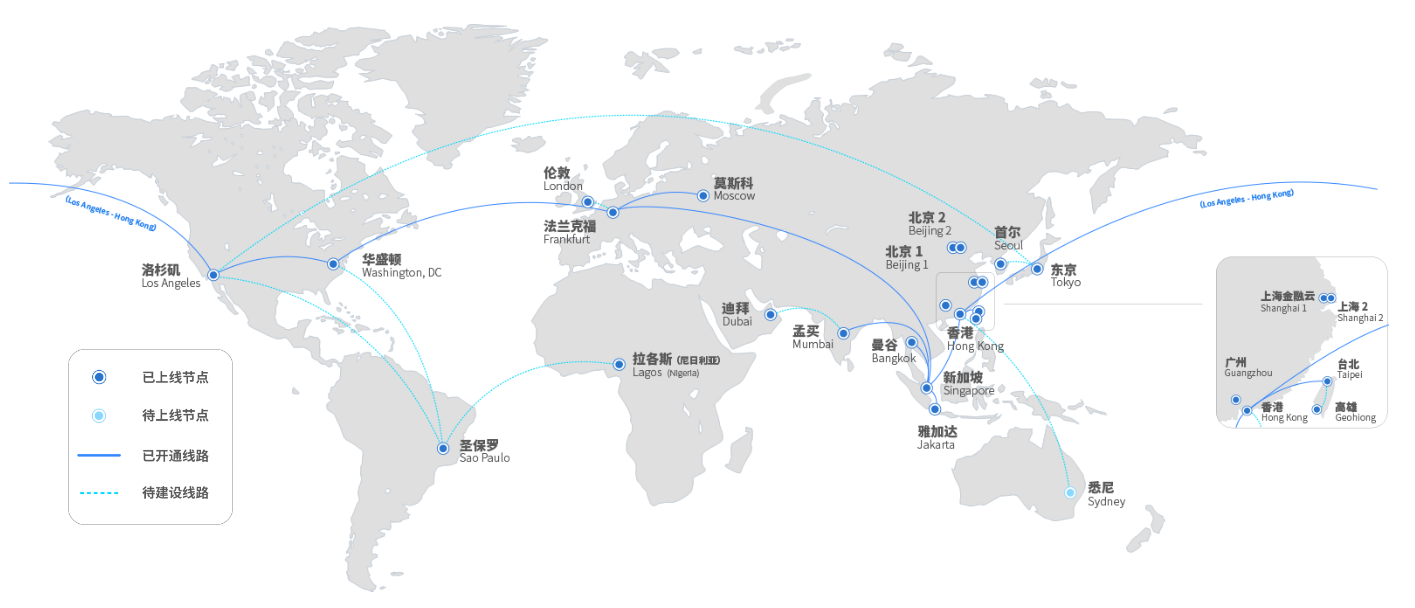 (Los Angeles - Hong Kong)
洛杉矶
Los Angeles
华盛顿
Washington, DC
伦敦
London
法兰克福
Frankfurt
莫斯科
Moscow
北京 2
Beijing 2
北京 1
Beijing 1
首尔
Seoul
东京
Tokyo
(Los Angeles - Hong Kong)
迪拜
Dubai
孟买
Mumbai
曼谷
Bangkok
香港
Hong Kong
新加坡
Singapore
雅加达
Jakarta
拉各斯 (尼日利亚)
Lagos (Nigeria)
圣保罗
Sao Paulo
悉尼
Sydney
已上线节点
待上线节点
已开通线路
待建设线路
上海金融云
Shanghai 1
上海 2
Shanghai 2
广州
Guangzhou
台北
Taipei
香港
Hong Kong
高雄
Geohiong